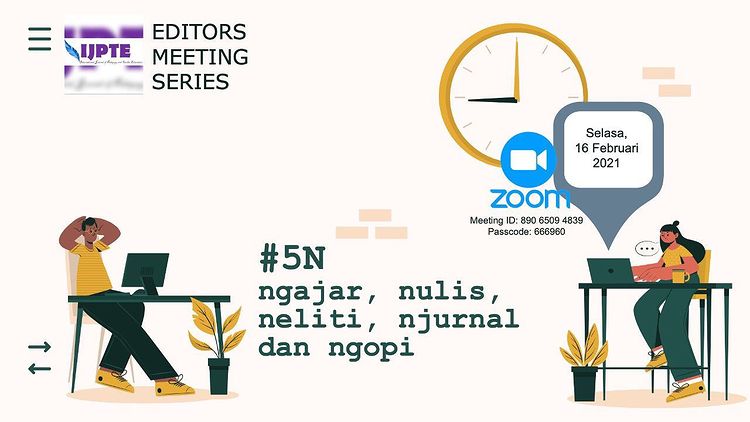 IJPTE
EDITORS
MEETING
SERIES
Selasa,
16 Februari
2021
zoom
Meeting ID: 890 6509 4839
Passcode: 666960
#5N
ngajar, nulis,
neliti, njurnal
dan ngopi